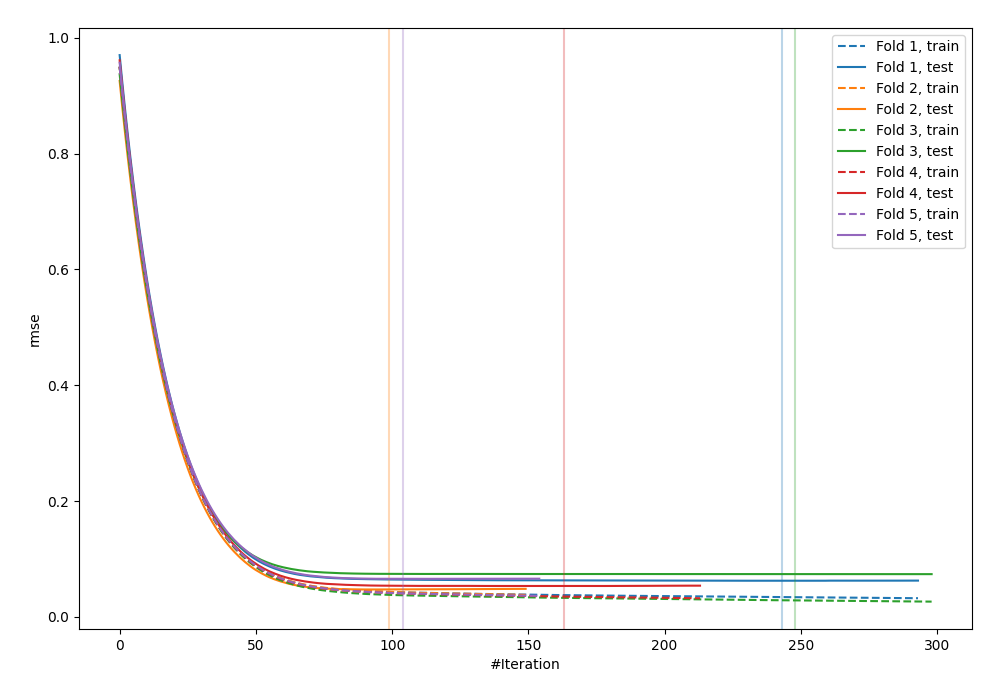 1.0
0.8
0.6
0.4
0.2
0.0
rmse
0
50
100
150
200
250
300
#Iteration
Fold 1, train
Fold 1, test
Fold 2, train
Fold 2, test
Fold 3, train
Fold 3, test
Fold 4, train
Fold 4, test
Fold 5, train
Fold 5, test